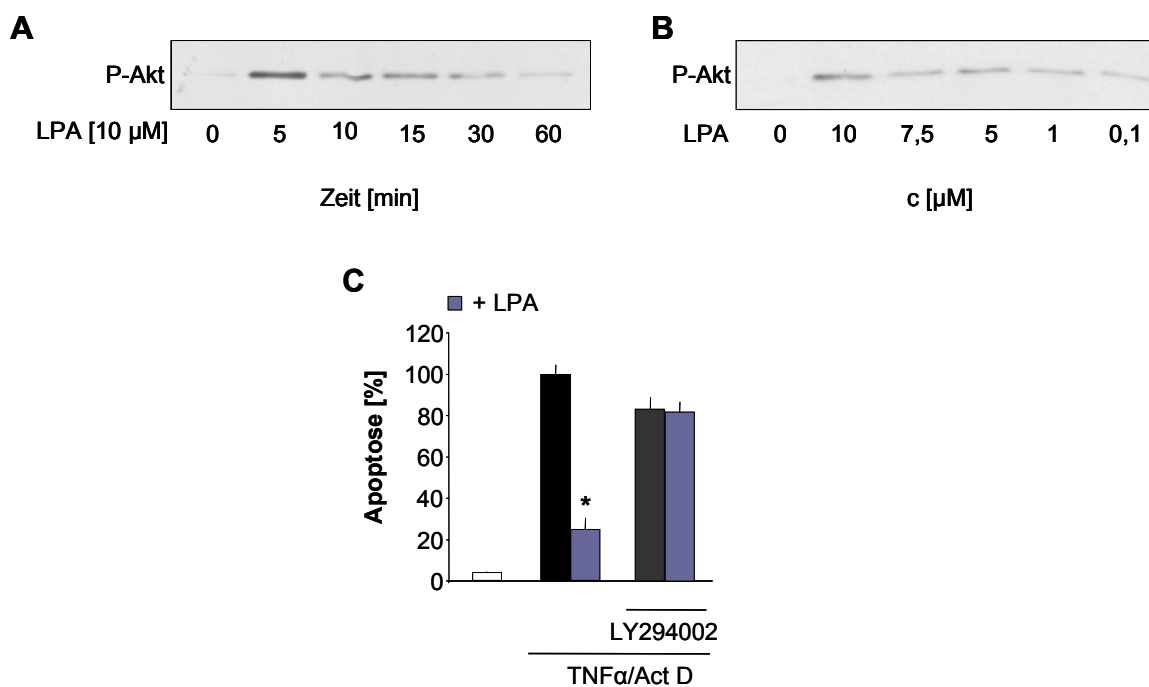 A
P-Akt
LPA [10 µM] 0 5 10 15 30 60
Zeit [min]
B
P-Akt
LPA 0 10 7,5 5 1 0,1
c [µM]
C
+ LPA
Apoptose [%]
120
100
80
60
40
20
0
*
LY294002
TNFα/Act D